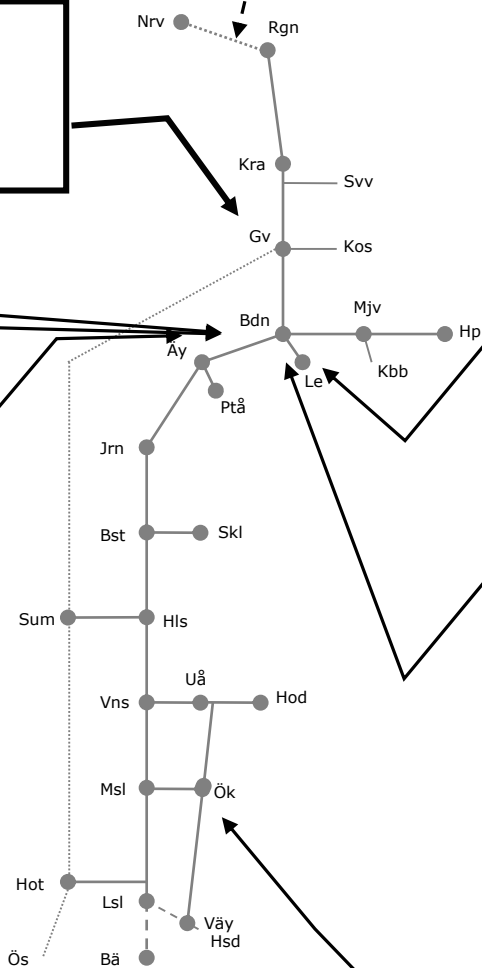 Nrv
Rgn
Kra
Svv
Gv
Kos
Bdn
Mjv
Hp
Äy
Le
Kbb
Ptå
Jrn
Bst
Skl
Sum
Hls
Uå
Vns
Hod
Msl
Ök
Hot
Lsl
Väy
Hsd
Ös
Bä